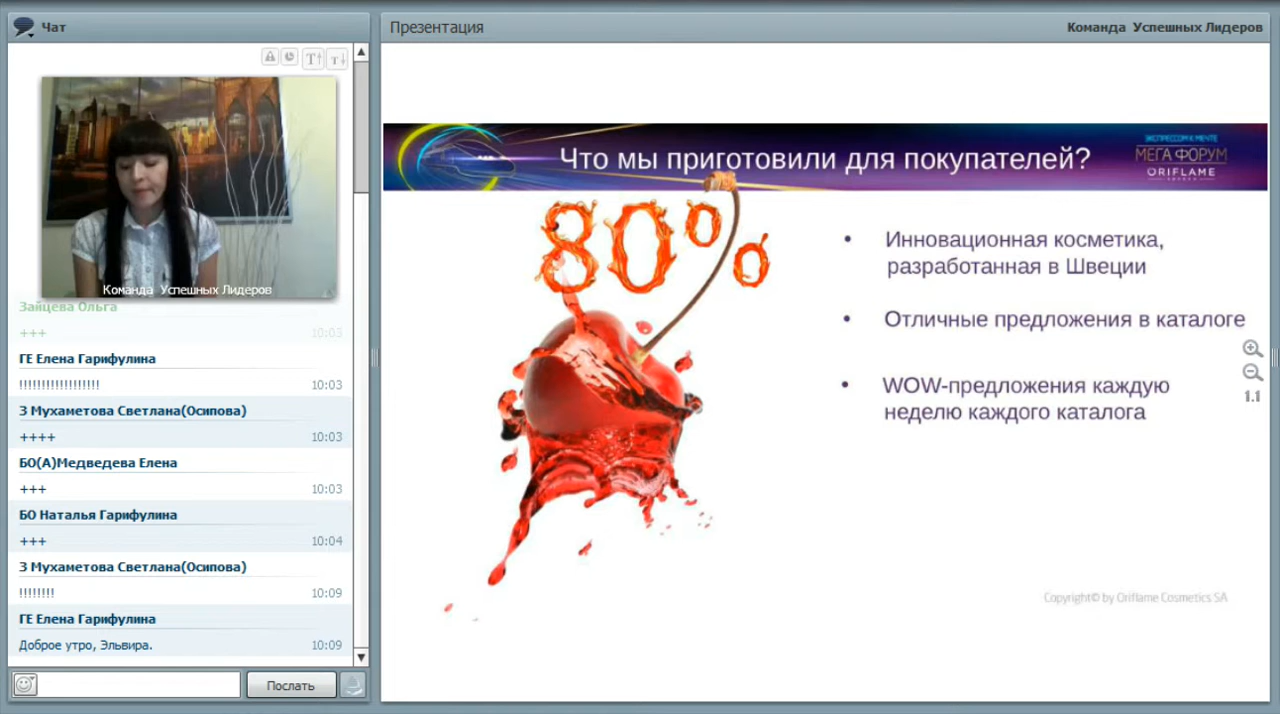 Чат
Презентация
Команда Успешных Лидеров
Команда Успешных Лидеров
Зайцева Ольга
+++ 10:03
ГЕ Елена Гарифулина
!!!!!!!!!!!!!!!!!! 10:03
З Мухаметова Светлана(Осипова)
++++ 10:03
БО(А)Медведева Елена
+++ 10:03
БО Наталья Гарифулина
+++ 10:04
З Мухаметова Светлана(Осипова)
!!!!!!!! 10:09
ГЕ Елена Гарифулина
Доброе утро, Эльвира. 10:09
Послать
Что мы приготовили для покупателей?
ЭКСПРЕССОМ К МЕЧТЕ
МЕГА ФОРУМ
ORIFLAME
SWEDEN
80%
• Инновационная косметика,
разработанная в Швеции
• Отличные предложения в каталоге
• WOW-предложения каждую
неделю каждого каталога
1.1
Copyright© by Oriflame Cosmetics SA